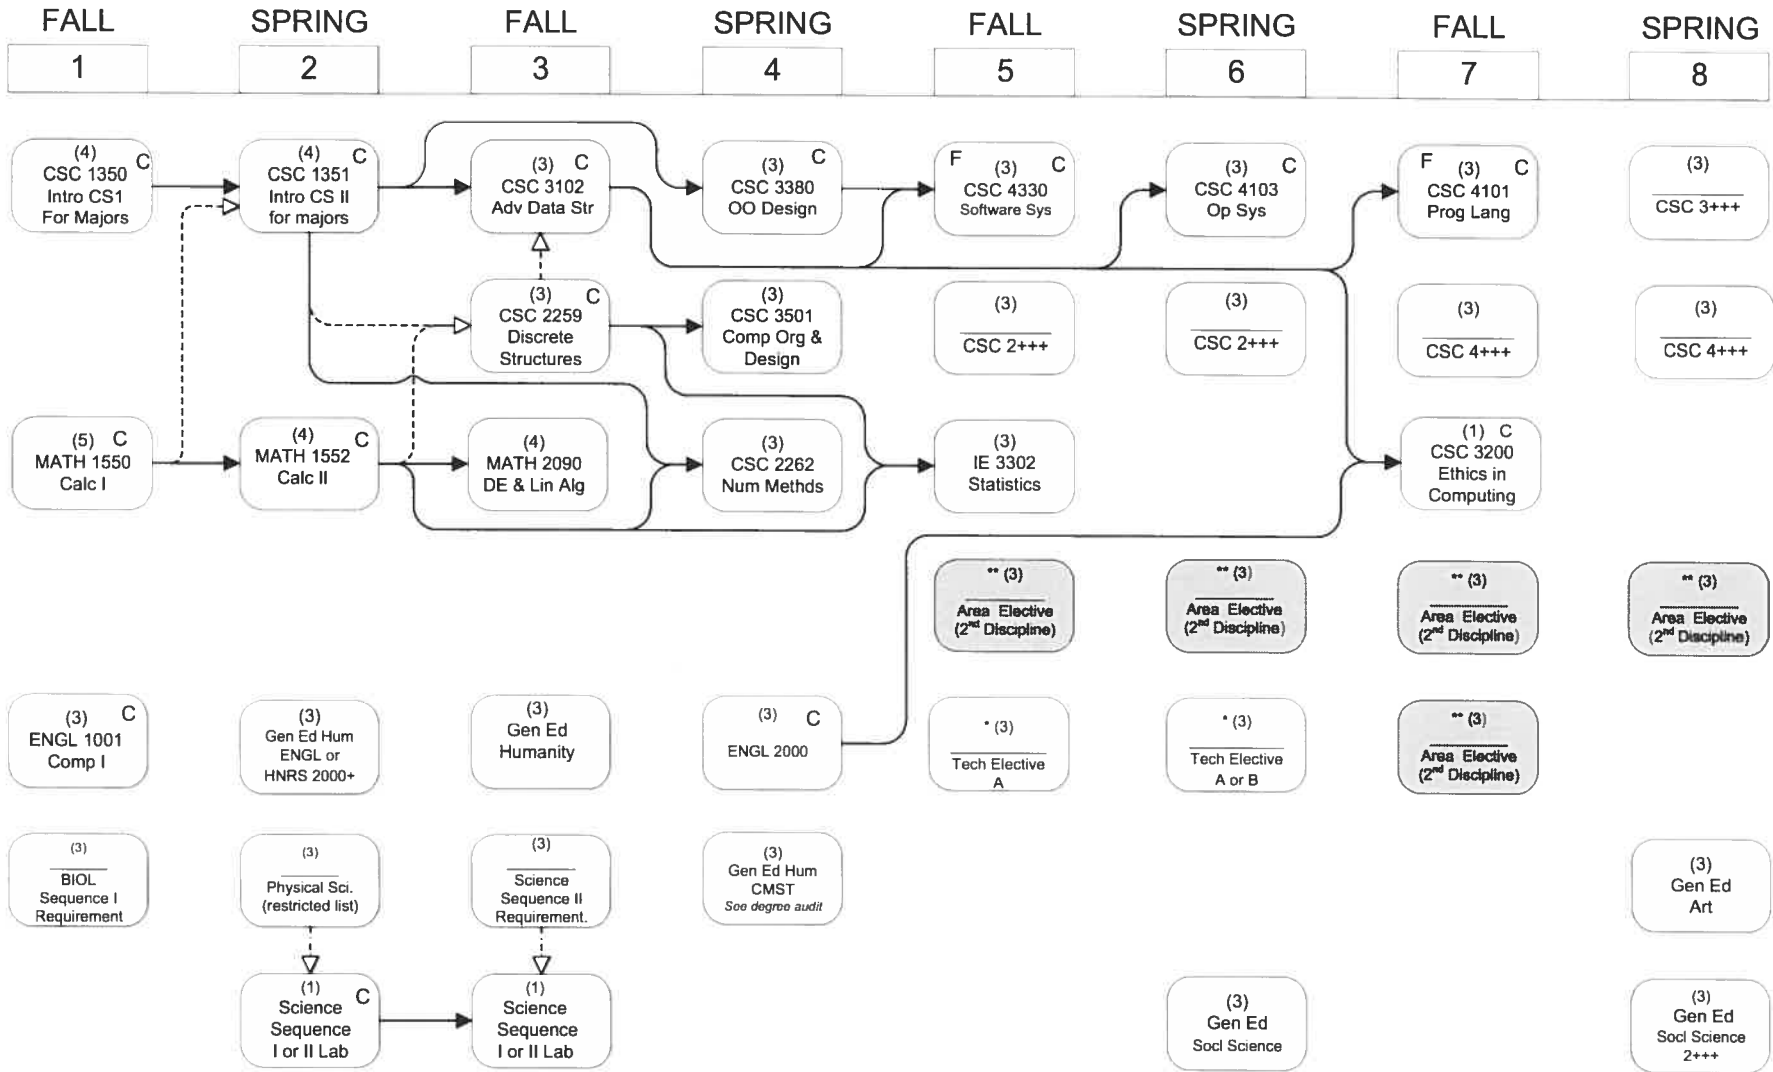 FALL
SPRING
FALL
SPRING
FALL
SPRING
FALL
SPRING
1
2
3
4
5
6
7
8
(4) C
CSC 1350
Intro CS1
For Majors
(4) C
CSC 1351
Intro CS II
for majors
(3) C
CSC 3102
Adv Data Str
(3) C
CSC 3380
OO Design
F (3) C
CSC 4330
Software Sys
(3) C
CSC 4103
Op Sys
F (3) C
CSC 4101
Prog Lang
(3)
CSC 3+++
(3) C
CSC 2259
Discrete
Structures
(3)
CSC 3501
Comp Org &
Design
(3)
CSC 2+++
(3)
CSC 2+++
(3)
CSC 4+++
(3)
CSC 4+++
(5) C
MATH 1550
Calc I
(4) C
MATH 1552
Calc II
(4)
MATH 2090
DE & Lin Alg
(3)
CSC 2262
Num Methds
(3)
IE 3302
Statistics
(1) C
CSC 3200
Ethics in
Computing
** (3)
Area Elective
(2nd Discipline)
** (3)
Area Elective
(2nd Discipline)
** (3)
Area Elective
(2nd Discipline)
** (3)
Area Elective
(2nd Discipline)
(3) C
ENGL 1001
Comp I
(3)
Gen Ed Hum
ENGL or
HNRS 2000+
(3)
Gen Ed
Humanity
(3) C
ENGL 2000
* (3)
Tech Elective
A
* (3)
Tech Elective
A or B
** (3)
Area Elective
(2nd Discipline)
(3)
BIOL
Sequence I
Requirement
(3)
Physical Sci.
(restricted list)
(3)
Science
Sequence II
Requirement.
(3)
Gen Ed Hum
CMST
See degree audit
(3)
Gen Ed
Art
(1) C
Science
Sequence
I or II Lab
(1)
Science
Sequence
I or II Lab
(3)
Gen Ed
Socl Science
(3)
Gen Ed
Socl Science
2+++